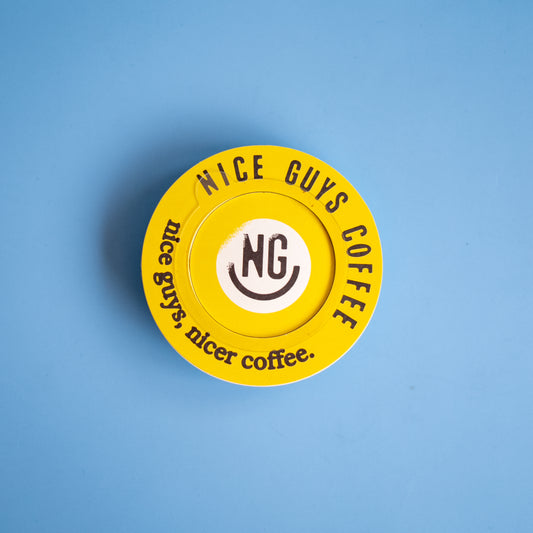 NICE GUYS COFFEE
NG
nice guys, nicer coffee.